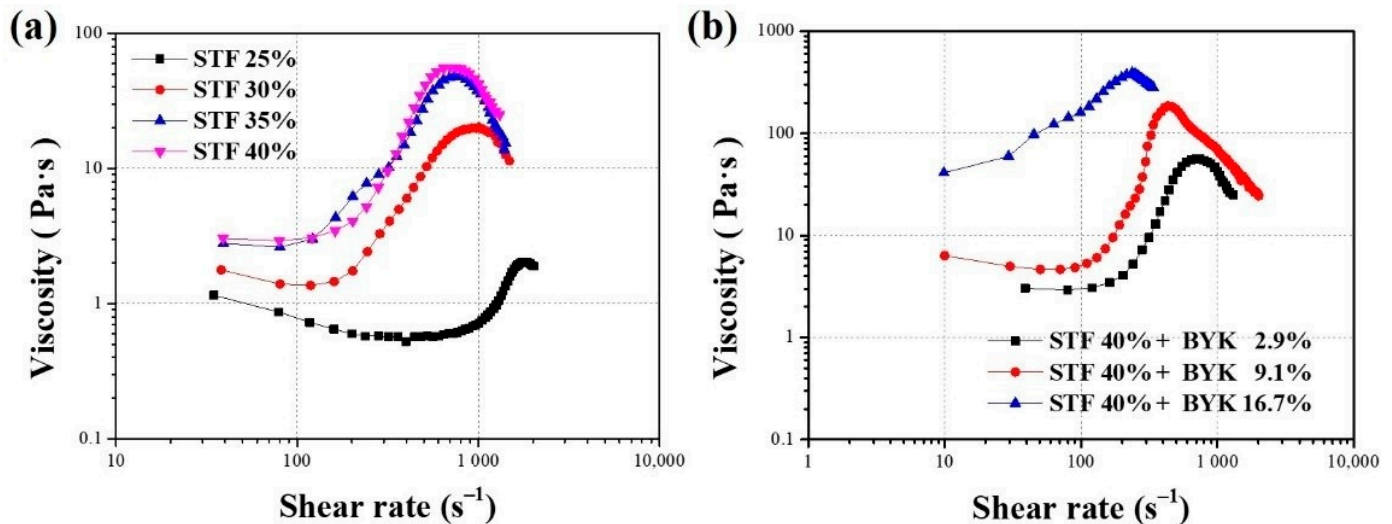 (a)
100
10
1
0.1
Viscosity ( Pa·s )
STF 25%
STF 30%
STF 35%
STF 40%
10
100
1 000
10,000
Shear rate (s⁻¹)
(b)
1000
100
10
1
0.1
Viscosity ( Pa·s )
STF 40% + BYK 2.9%
STF 40% + BYK 9.1%
STF 40% + BYK 16.7%
1
10
100
1 000
10,000
Shear rate (s⁻¹)